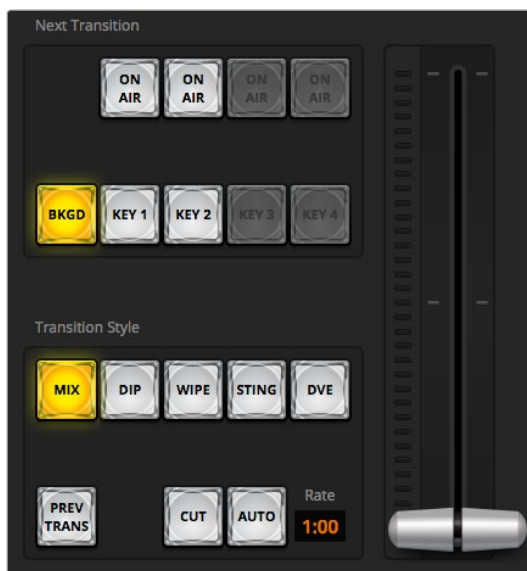 Next Transition
ON AIR ON AIR ON AIR ON AIR
BKGD KEY 1 KEY 2 KEY 3 KEY 4
Transition Style
MIX DIP WIPE STING DVE
PREV TRANS CUT AUTO Rate 1:00